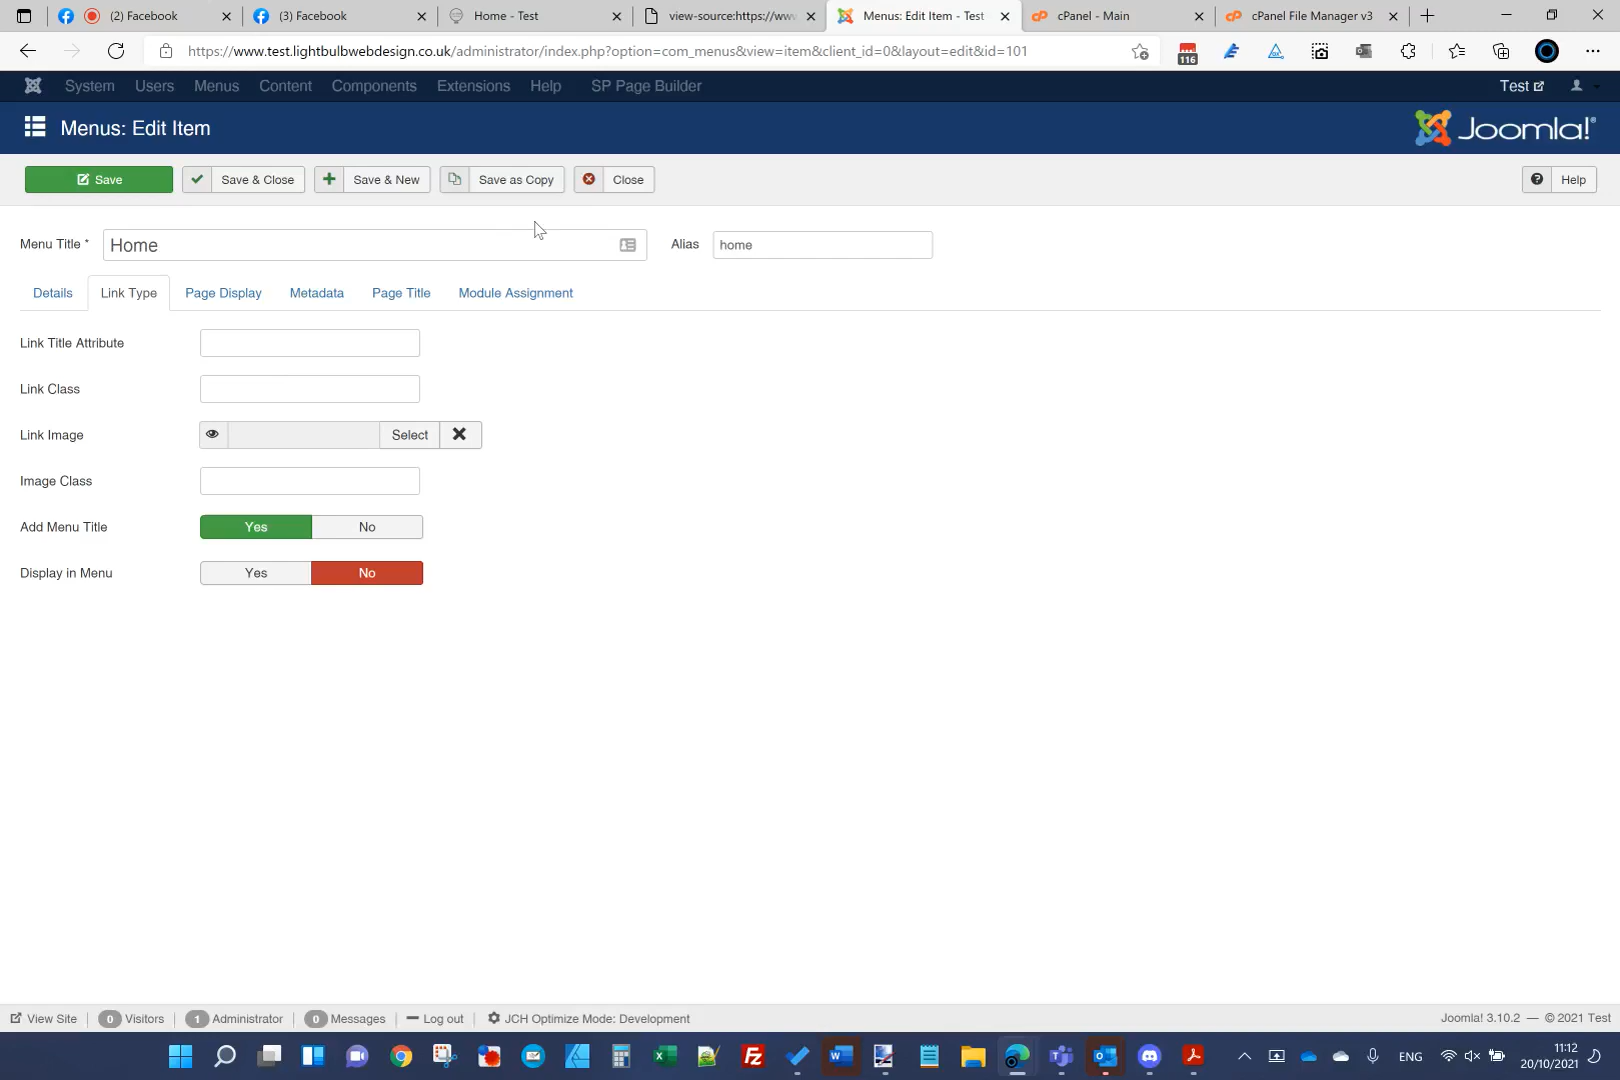 (2) Facebook
(3) Facebook
Home - Test
view-source:https://www
Menus: Edit Item - Test
cPanel - Main
cPanel File Manager v3
https://www.test.lightbulbwebdesign.co.uk/administrator/index.php?option=com_menus&view=item&client_id=0&layout=edit&id=101
116
System Users Menus Content Components Extensions Help SP Page Builder Test
Menus: Edit Item
Joomla!®
Save Save & Close Save & New Save as Copy Close Help
Menu Title * Home Alias home
Details Link Type Page Display Metadata Page Title Module Assignment
Link Title Attribute
Link Class
Link Image Select
Image Class
Add Menu Title Yes No
Display in Menu Yes No
View Site 0 Visitors 1 Administrator 0 Messages Log out JCH Optimize Mode: Development Joomla! 3.10.2 — © 2021 Test
ENG 11:12
20/10/2021